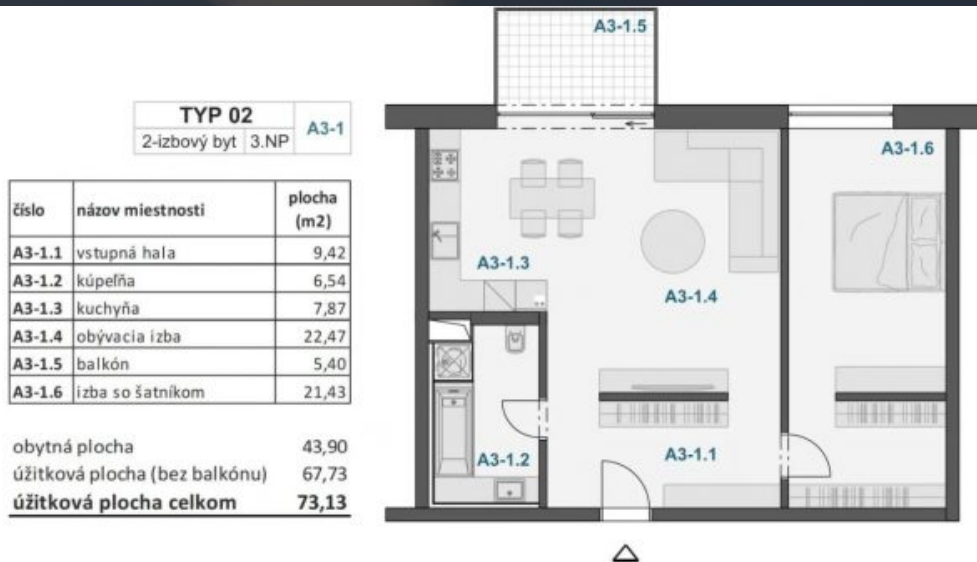 TYP 02
2-izbový byt 3.NP
A3-1
číslo názov miestnosti plocha (m2)
A3-1.1 vstupná hala 9,42
A3-1.2 kúpeľňa 6,54
A3-1.3 kuchyňa 7,87
A3-1.4 obývacia izba 22,47
A3-1.5 balkón 5,40
A3-1.6 izba so šatníkom 21,43
obytná plocha 43,90
úžitková plocha (bez balkónu) 67,73
úžitková plocha celkom 73,13
A3-1.5
A3-1.6
A3-1.3
A3-1.4
A3-1.2
A3-1.1